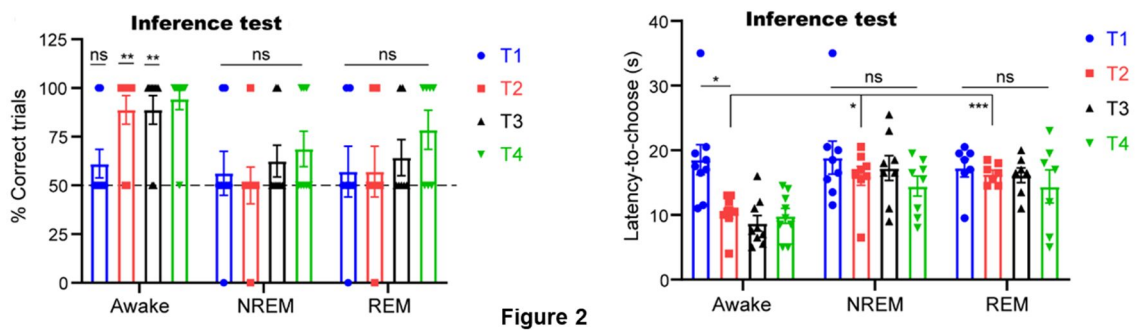 Inference test
% Correct trials
125
100
75
50
25
0
ns
**
**
ns
ns
Awake
NREM
REM
T1
T2
T3
T4
Inference test
Latency-to-choose (s)
40
30
20
10
0
*
ns
ns
*
***
Awake
NREM
REM
T1
T2
T3
T4
Figure 2